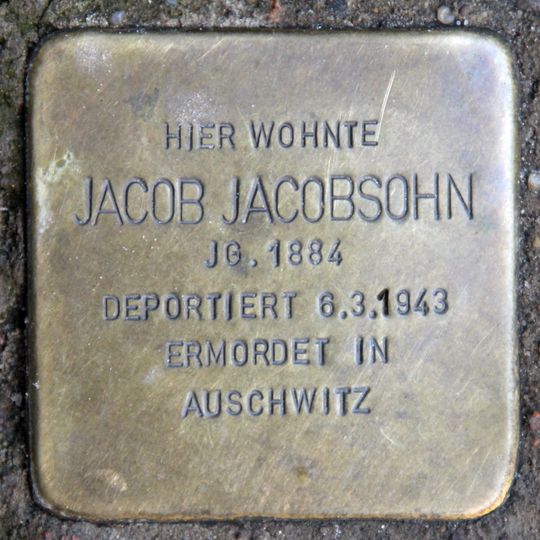 HIER WOHNTE
JACOB JACOBSOHN
JG. 1884
DEPORTIERT 6.3.1943
ERMORDET IN
AUSCHWITZ